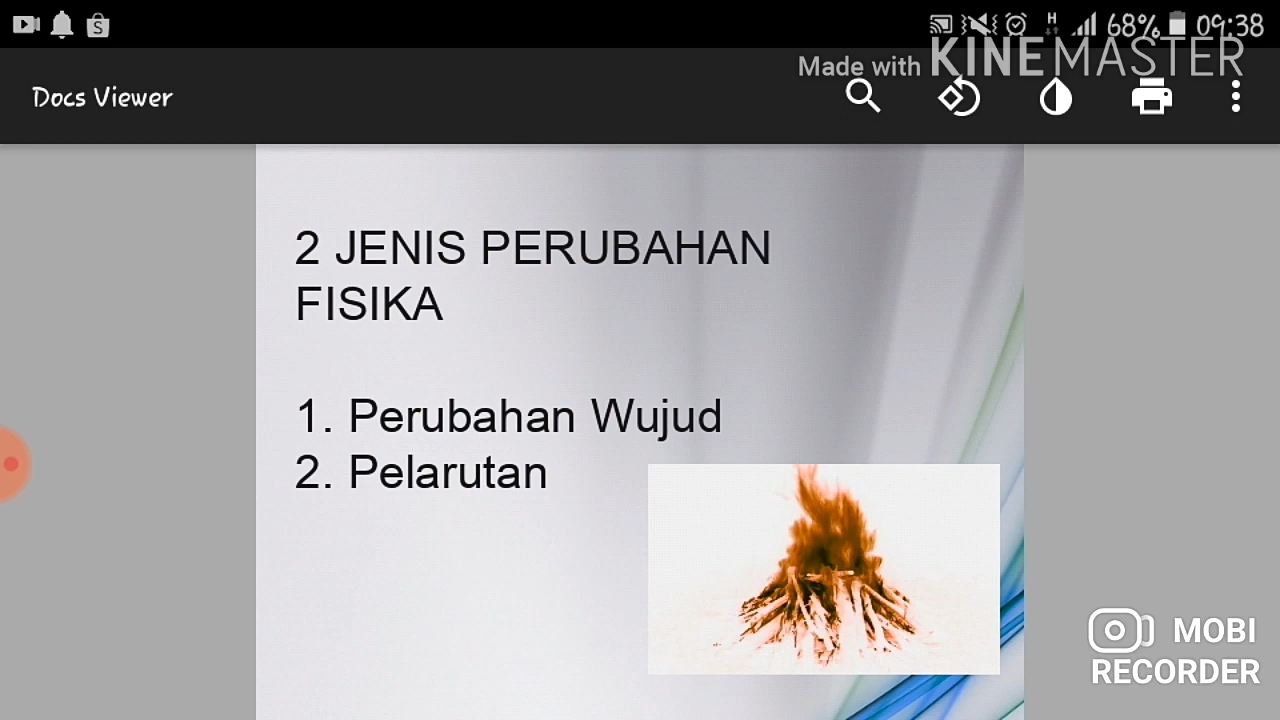 S
H
68% 09:38
Made with KINEMASTER
Docs Viewer
2 JENIS PERUBAHAN
FISIKA
1. Perubahan Wujud
2. Pelarutan
MOBI
RECORDER